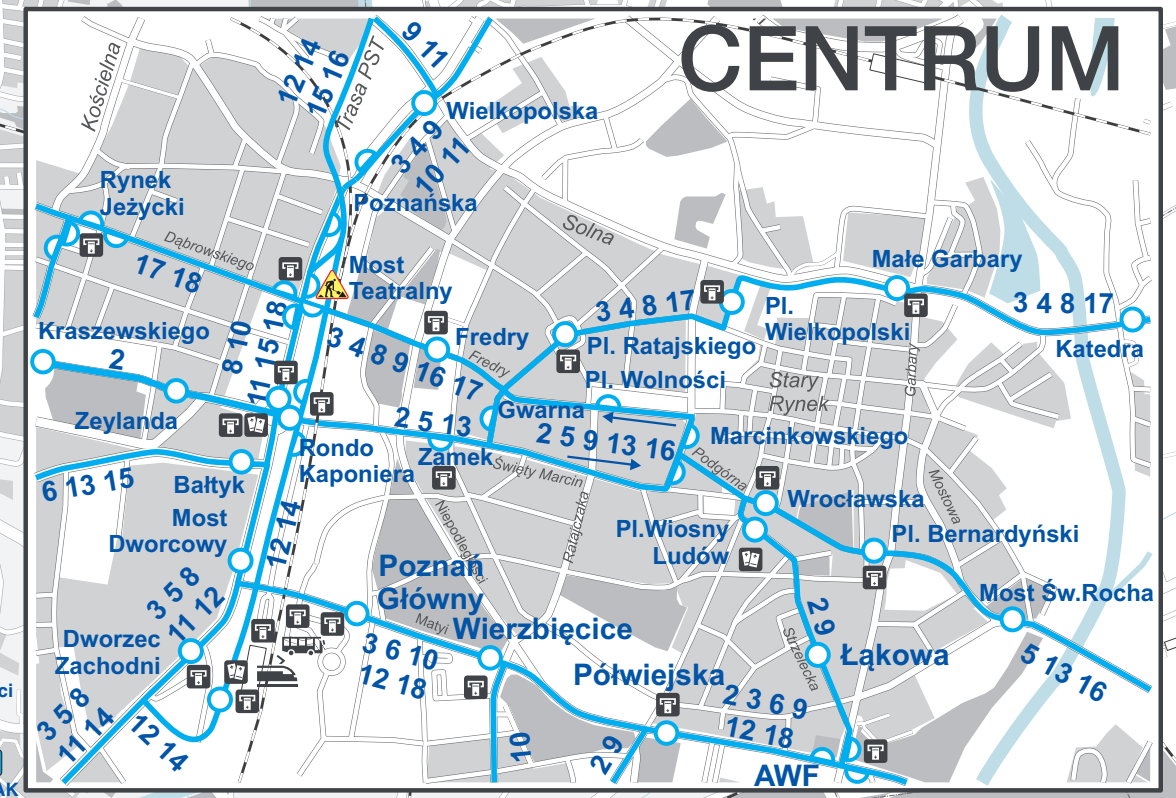 CENTRUM
Kościelna
12 14
15 16
Trasa PST
9 11
Wielkopolska
3 4 9
10 11
Rynek
Jeżycki
Poznańska
Solna
Dąbrowskiego
17 18
Most
Teatralny
Małe Garbary
3 4 8 17
3 4 8 17
Pl.
Wielkopolski
Katedra
Kraszewskiego
2
8 10
11 15 18
3 4 8 9
16 17
Fredry
Fredry
Pl. Ratajskiego
Pl. Wolności
Stary
Rynek
Garbary
Zeylanda
2 5 13
Gwarna
2 5 9 13 16
Marcinkowskiego
Rondo
Kaponiera
Zamek
Święty Marcin
Podgórna
Mostowa
6 13 15
Bałtyk
Wrocławska
Most
Dworcowy
12 14
Niepodległości
Ratajczaka
Pl.Wiosny
Ludów
Pl. Bernardyński
Poznań
Główny
3 5 8
11 12
Most Św.Rocha
2 9
Matyi
Wierzbięcice
Dworzec
Zachodni
3 6 10
12 18
Strzelecka
Łąkowa
5 13 16
Półwiejska
2 3 6 9
12 18
3 5 8
11 14
12 14
10
2 9
AWF
ci
AK